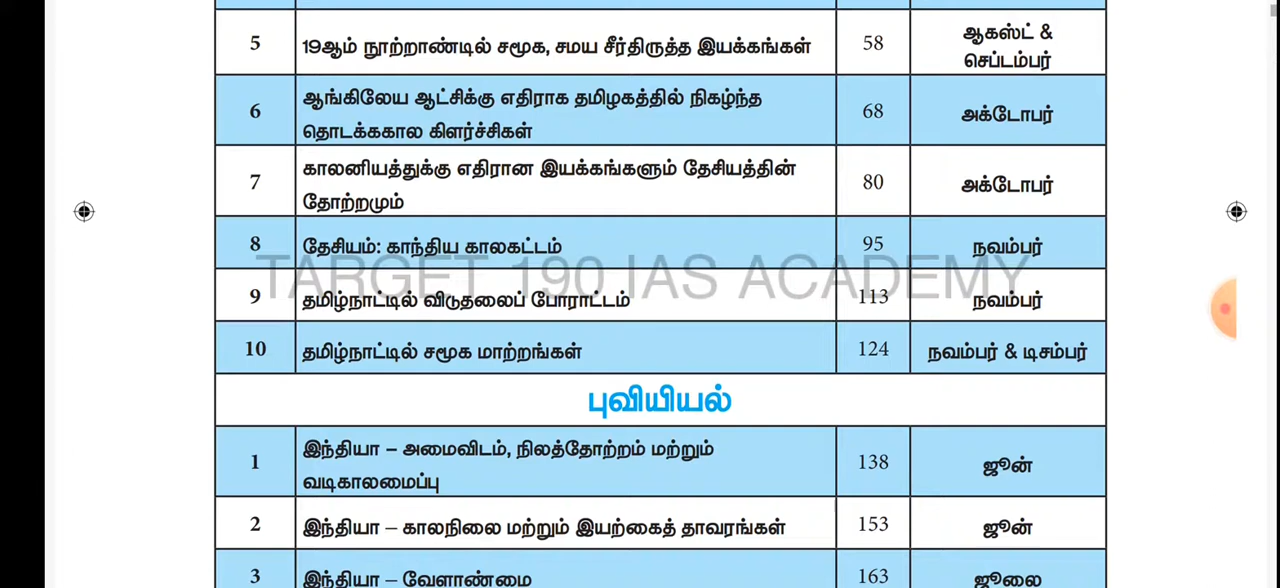 5 19ஆம் நூற்றாண்டில் சமூக, சமய சீர்திருத்த இயக்கங்கள் 58 ஆகஸ்ட் &
செப்டம்பர்
6 ஆங்கிலேய ஆட்சிக்கு எதிராக தமிழகத்தில் நிகழ்ந்த
தொடக்ககால கிளர்ச்சிகள் 68 அக்டோபர்
7 காலனியத்துக்கு எதிரான இயக்கங்களும் தேசியத்தின்
தோற்றமும் 80 அக்டோபர்
8 தேசியம்: காந்திய காலகட்டம் 95 நவம்பர்
TARGET 190 IAS ACADEMY
9 தமிழ்நாட்டில் விடுதலைப் போராட்டம் 113 நவம்பர்
10 தமிழ்நாட்டில் சமூக மாற்றங்கள் 124 நவம்பர் & டிசம்பர்
புவியியல்
1 இந்தியா – அமைவிடம், நிலத்தோற்றம் மற்றும்
வடிகாலமைப்பு 138 ஜூன்
2 இந்தியா – காலநிலை மற்றும் இயற்கைத் தாவரங்கள் 153 ஜூன்
3 இந்தியா – வேளாண்மை 163 ஜூலை